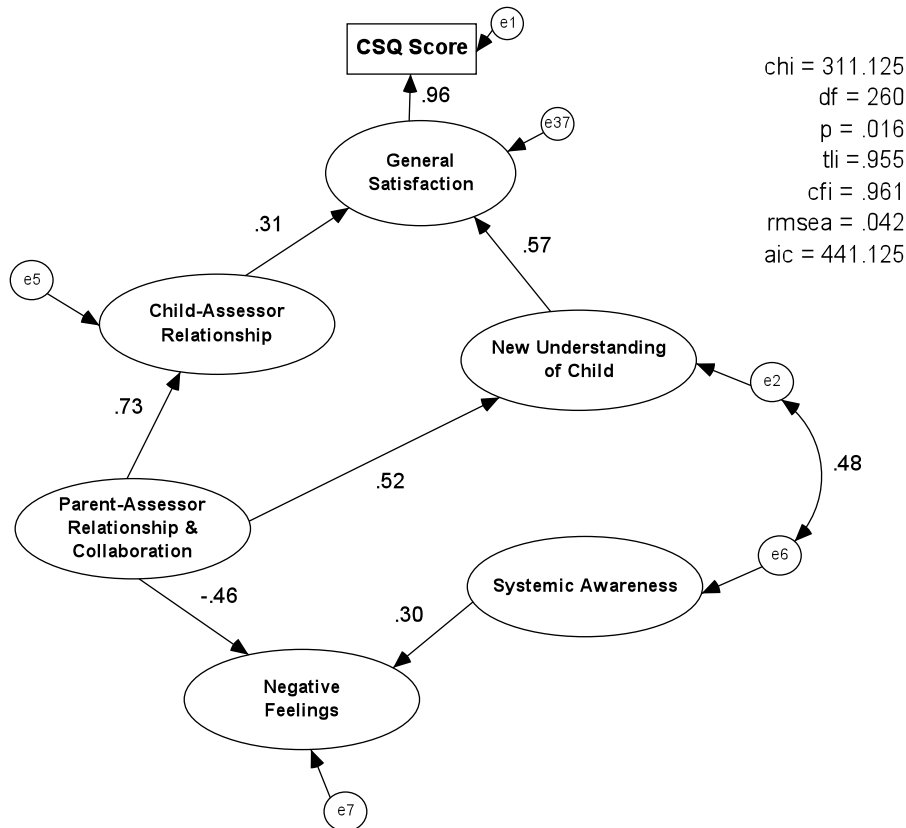 e1
CSQ Score
chi = 311.125
df = 260
p = .016
tli =.955
cfi = .961
rmsea = .042
aic = 441.125
.96
e37
General
Satisfaction
.31
.57
e5
Child-Assessor
Relationship
New Understanding
of Child
e2
.73
.48
.52
Parent-Assessor
Relationship &
Collaboration
e6
Systemic Awareness
-.46
.30
Negative
Feelings
e7